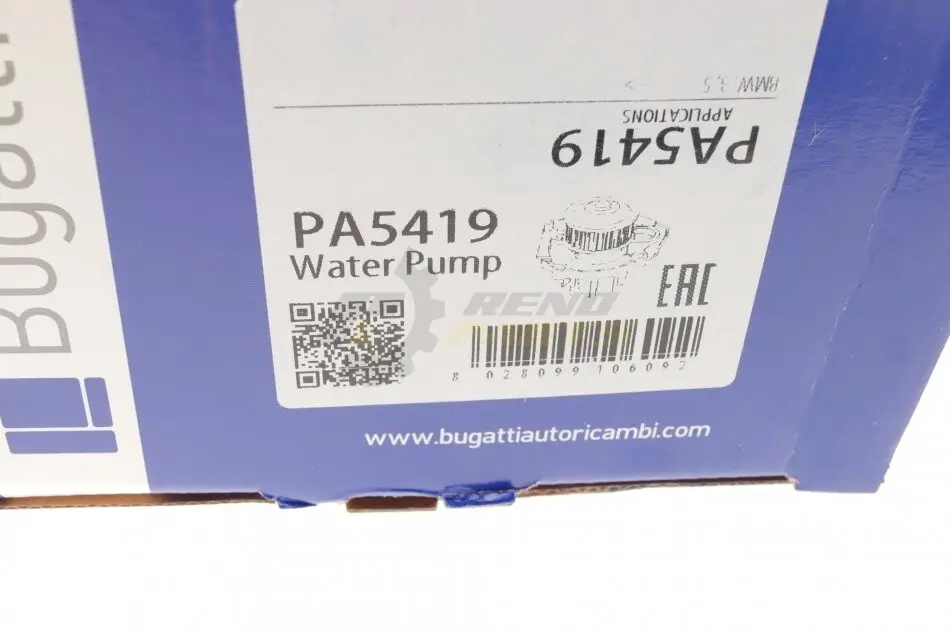 Bugatti
BMW 3,5 >
APPLICATIONS
PA5419
PA5419
Water Pump
EAC
RENO
8 028099 106092
www.bugattiautoricambi.com